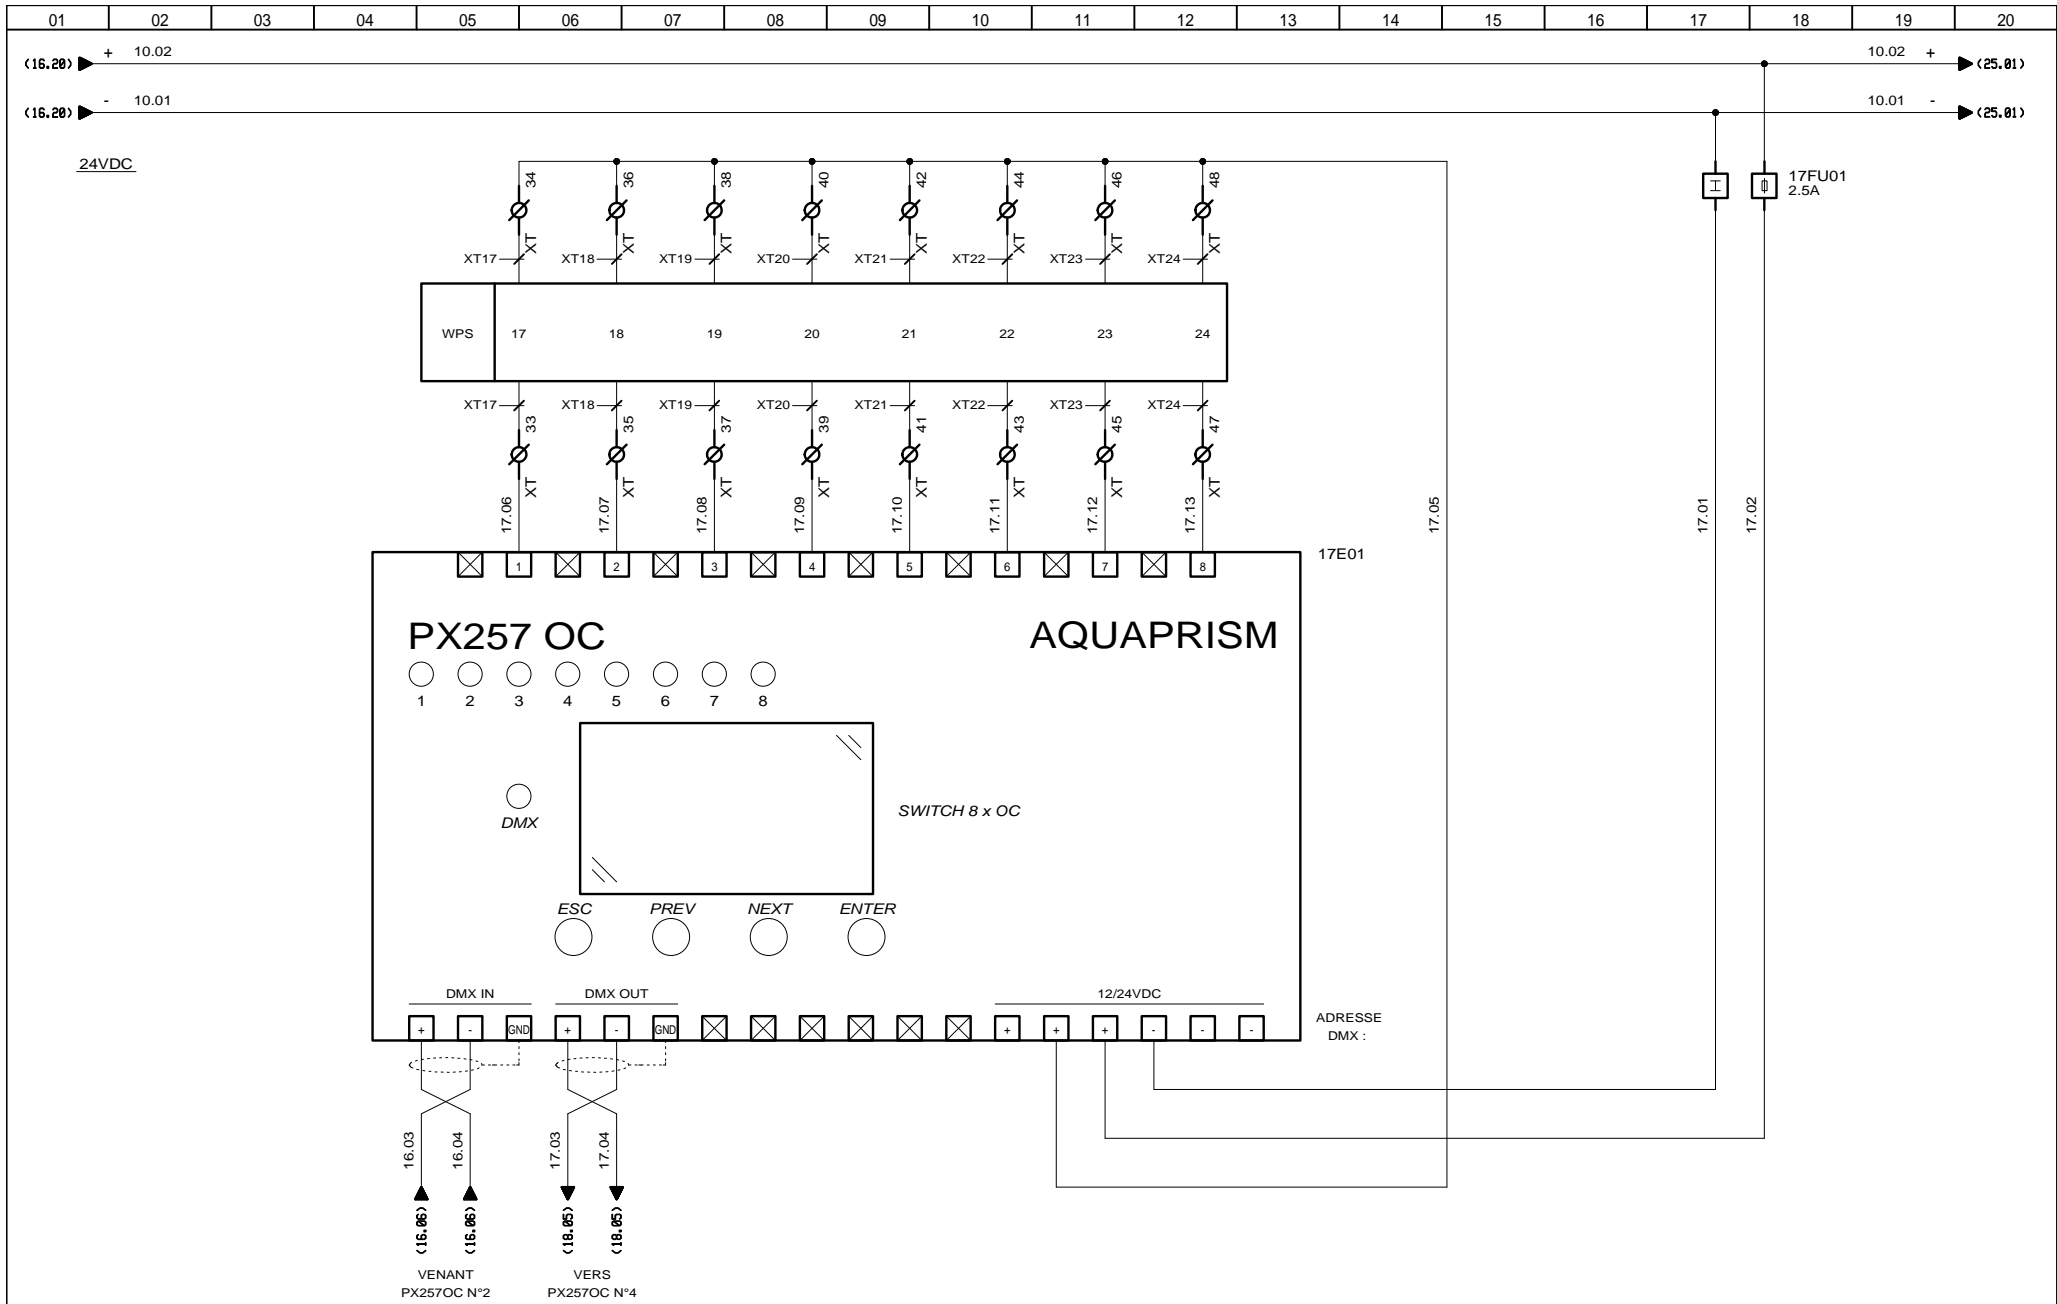 01 02 03 04 05 06 07 08 09 10 11 12 13 14 15 16 17 18 19 20
(16.20) + 10.02 10.02 + (25.01)
(16.20) - 10.01 10.01 - (25.01)
24VDC
34 36 38 40 42 44 46 48
17FU01
2.5A
XT XT XT XT XT XT XT XT
XT17 XT18 XT19 XT20 XT21 XT22 XT23 XT24
WPS 17 18 19 20 21 22 23 24
XT17 XT18 XT19 XT20 XT21 XT22 XT23 XT24
33 35 37 39 41 43 45 47
XT XT XT XT XT XT XT XT
17.06 17.07 17.08 17.09 17.10 17.11 17.12 17.13 17.05 17.01 17.02
17E01
1 2 3 4 5 6 7 8
PX257 OC AQUAPRISM
1 2 3 4 5 6 7 8
DMX
SWITCH 8 x OC
ESC PREV NEXT ENTER
DMX IN DMX OUT 12/24VDC
+ - GND + - GND + + + - - -
ADRESSE
DMX :
16.03 16.04 17.03 17.04
(16.06) (16.06) (18.05) (18.05)
VENANT
PX257OC N°2
VERS
PX257OC N°4